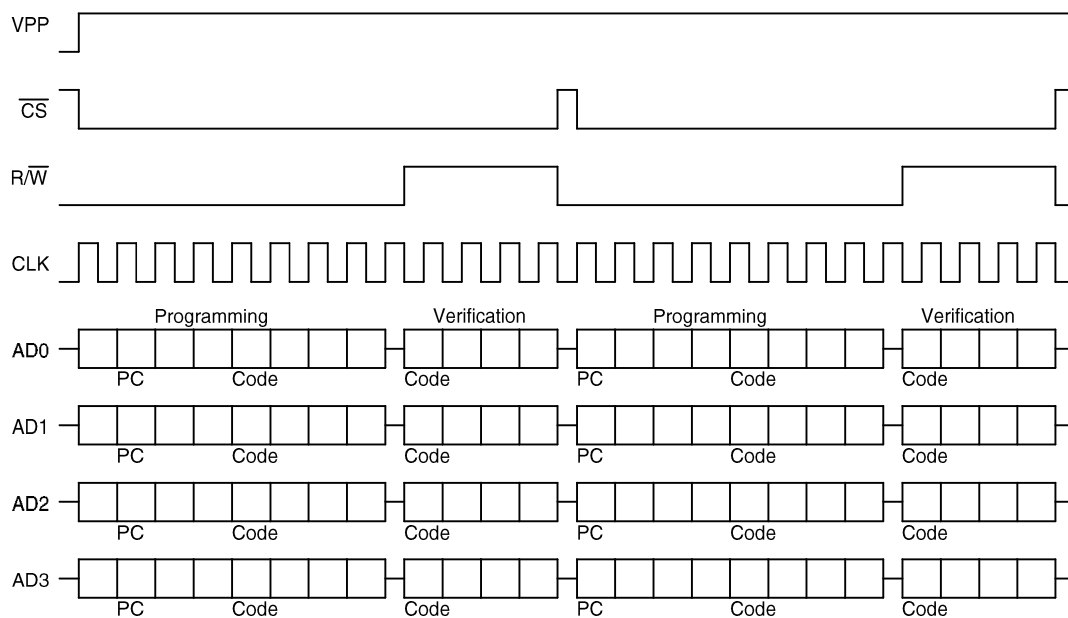 VPP
C̅S̅
R/W̅
CLK
Programming Verification Programming Verification
AD0
PC Code Code PC Code Code
AD1
PC Code Code PC Code Code
AD2
PC Code Code PC Code Code
AD3
PC Code Code PC Code Code